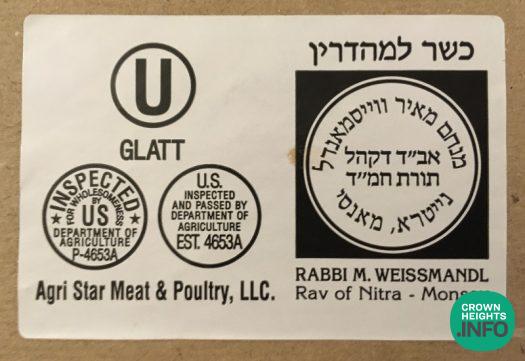 U
GLATT
INSPECTED
FOR WHOLESOMENESS
BY
US
DEPARTMENT OF
AGRICULTURE
P-4653A
U.S.
INSPECTED
AND PASSED BY
DEPARTMENT OF
AGRICULTURE
EST. 4653A
Agri Star Meat & Poultry, LLC.
כשר למהדרין
מנחם מאיר ווייסמאנדל
אב״ד דקהל
תורת חמ״ד
נייטרא, מאנסי
RABBI M. WEISSMANDL
Rav of Nitra - Monsey
CROWN
HEIGHTS
.INFO